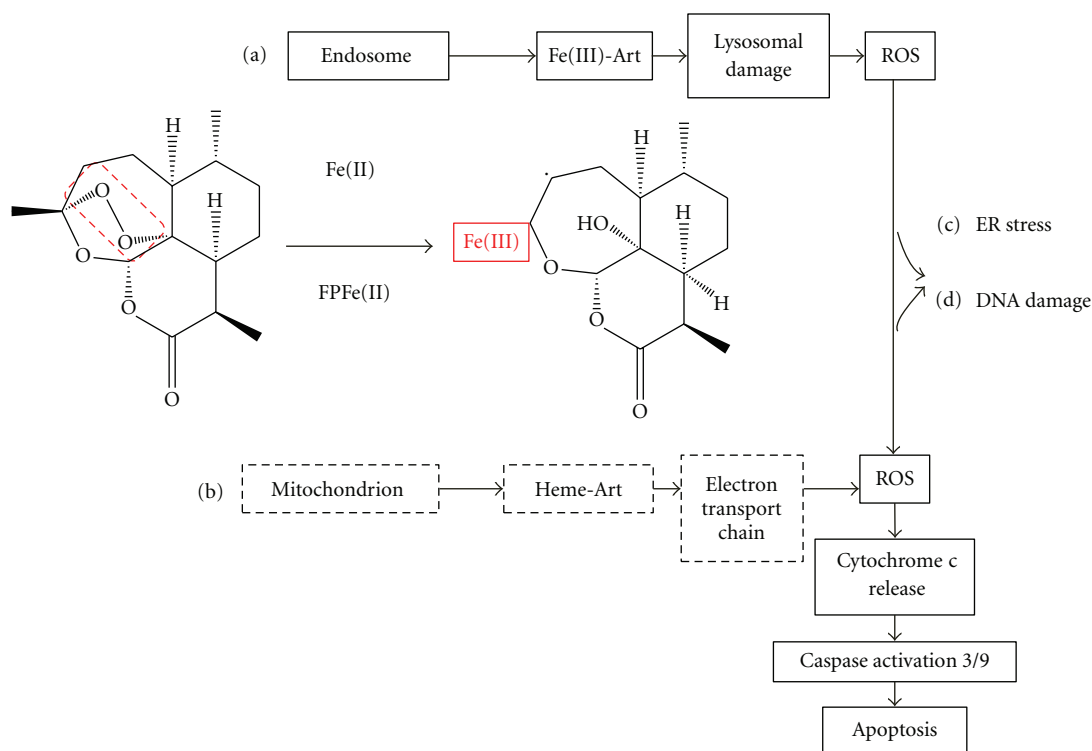 (a)
Endosome
Fe(III)-Art
Lysosomal
damage
ROS
H
O
O
H
O
O
O
Fe(II)
FPFe(II)
H
HO
H
Fe(III)
O
H
O
O
(c) ER stress
(d) DNA damage
(b)
Mitochondrion
Heme-Art
Electron
transport
chain
ROS
Cytochrome c
release
Caspase activation 3/9
Apoptosis